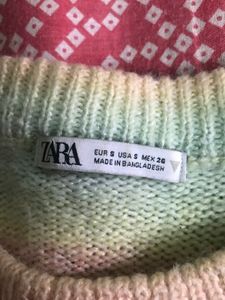 ZARA
EUR S USA S MEX 26
MADE IN BANGLADESH